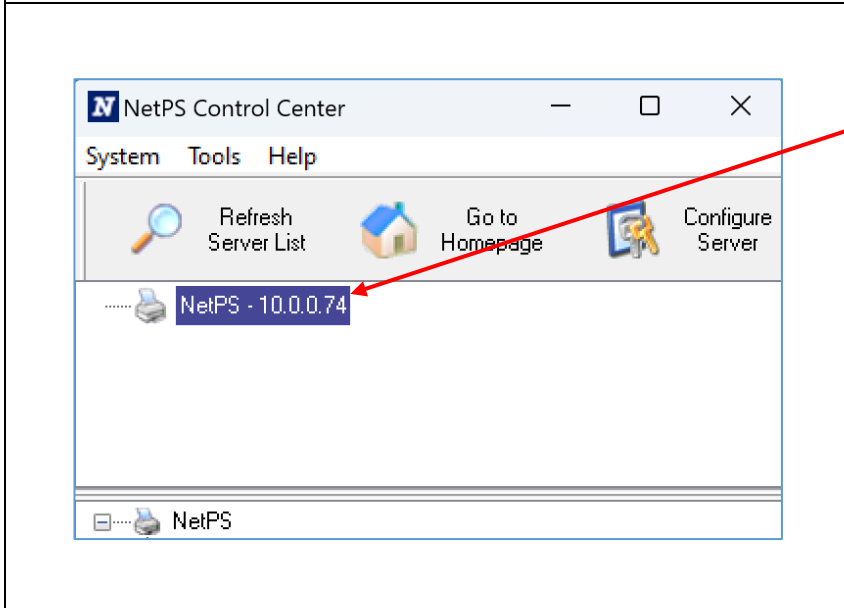 N NetPS Control Center
System Tools Help
Refresh
Server List
Go to
Homepage
Configure
Server
NetPS - 10.0.0.74
NetPS